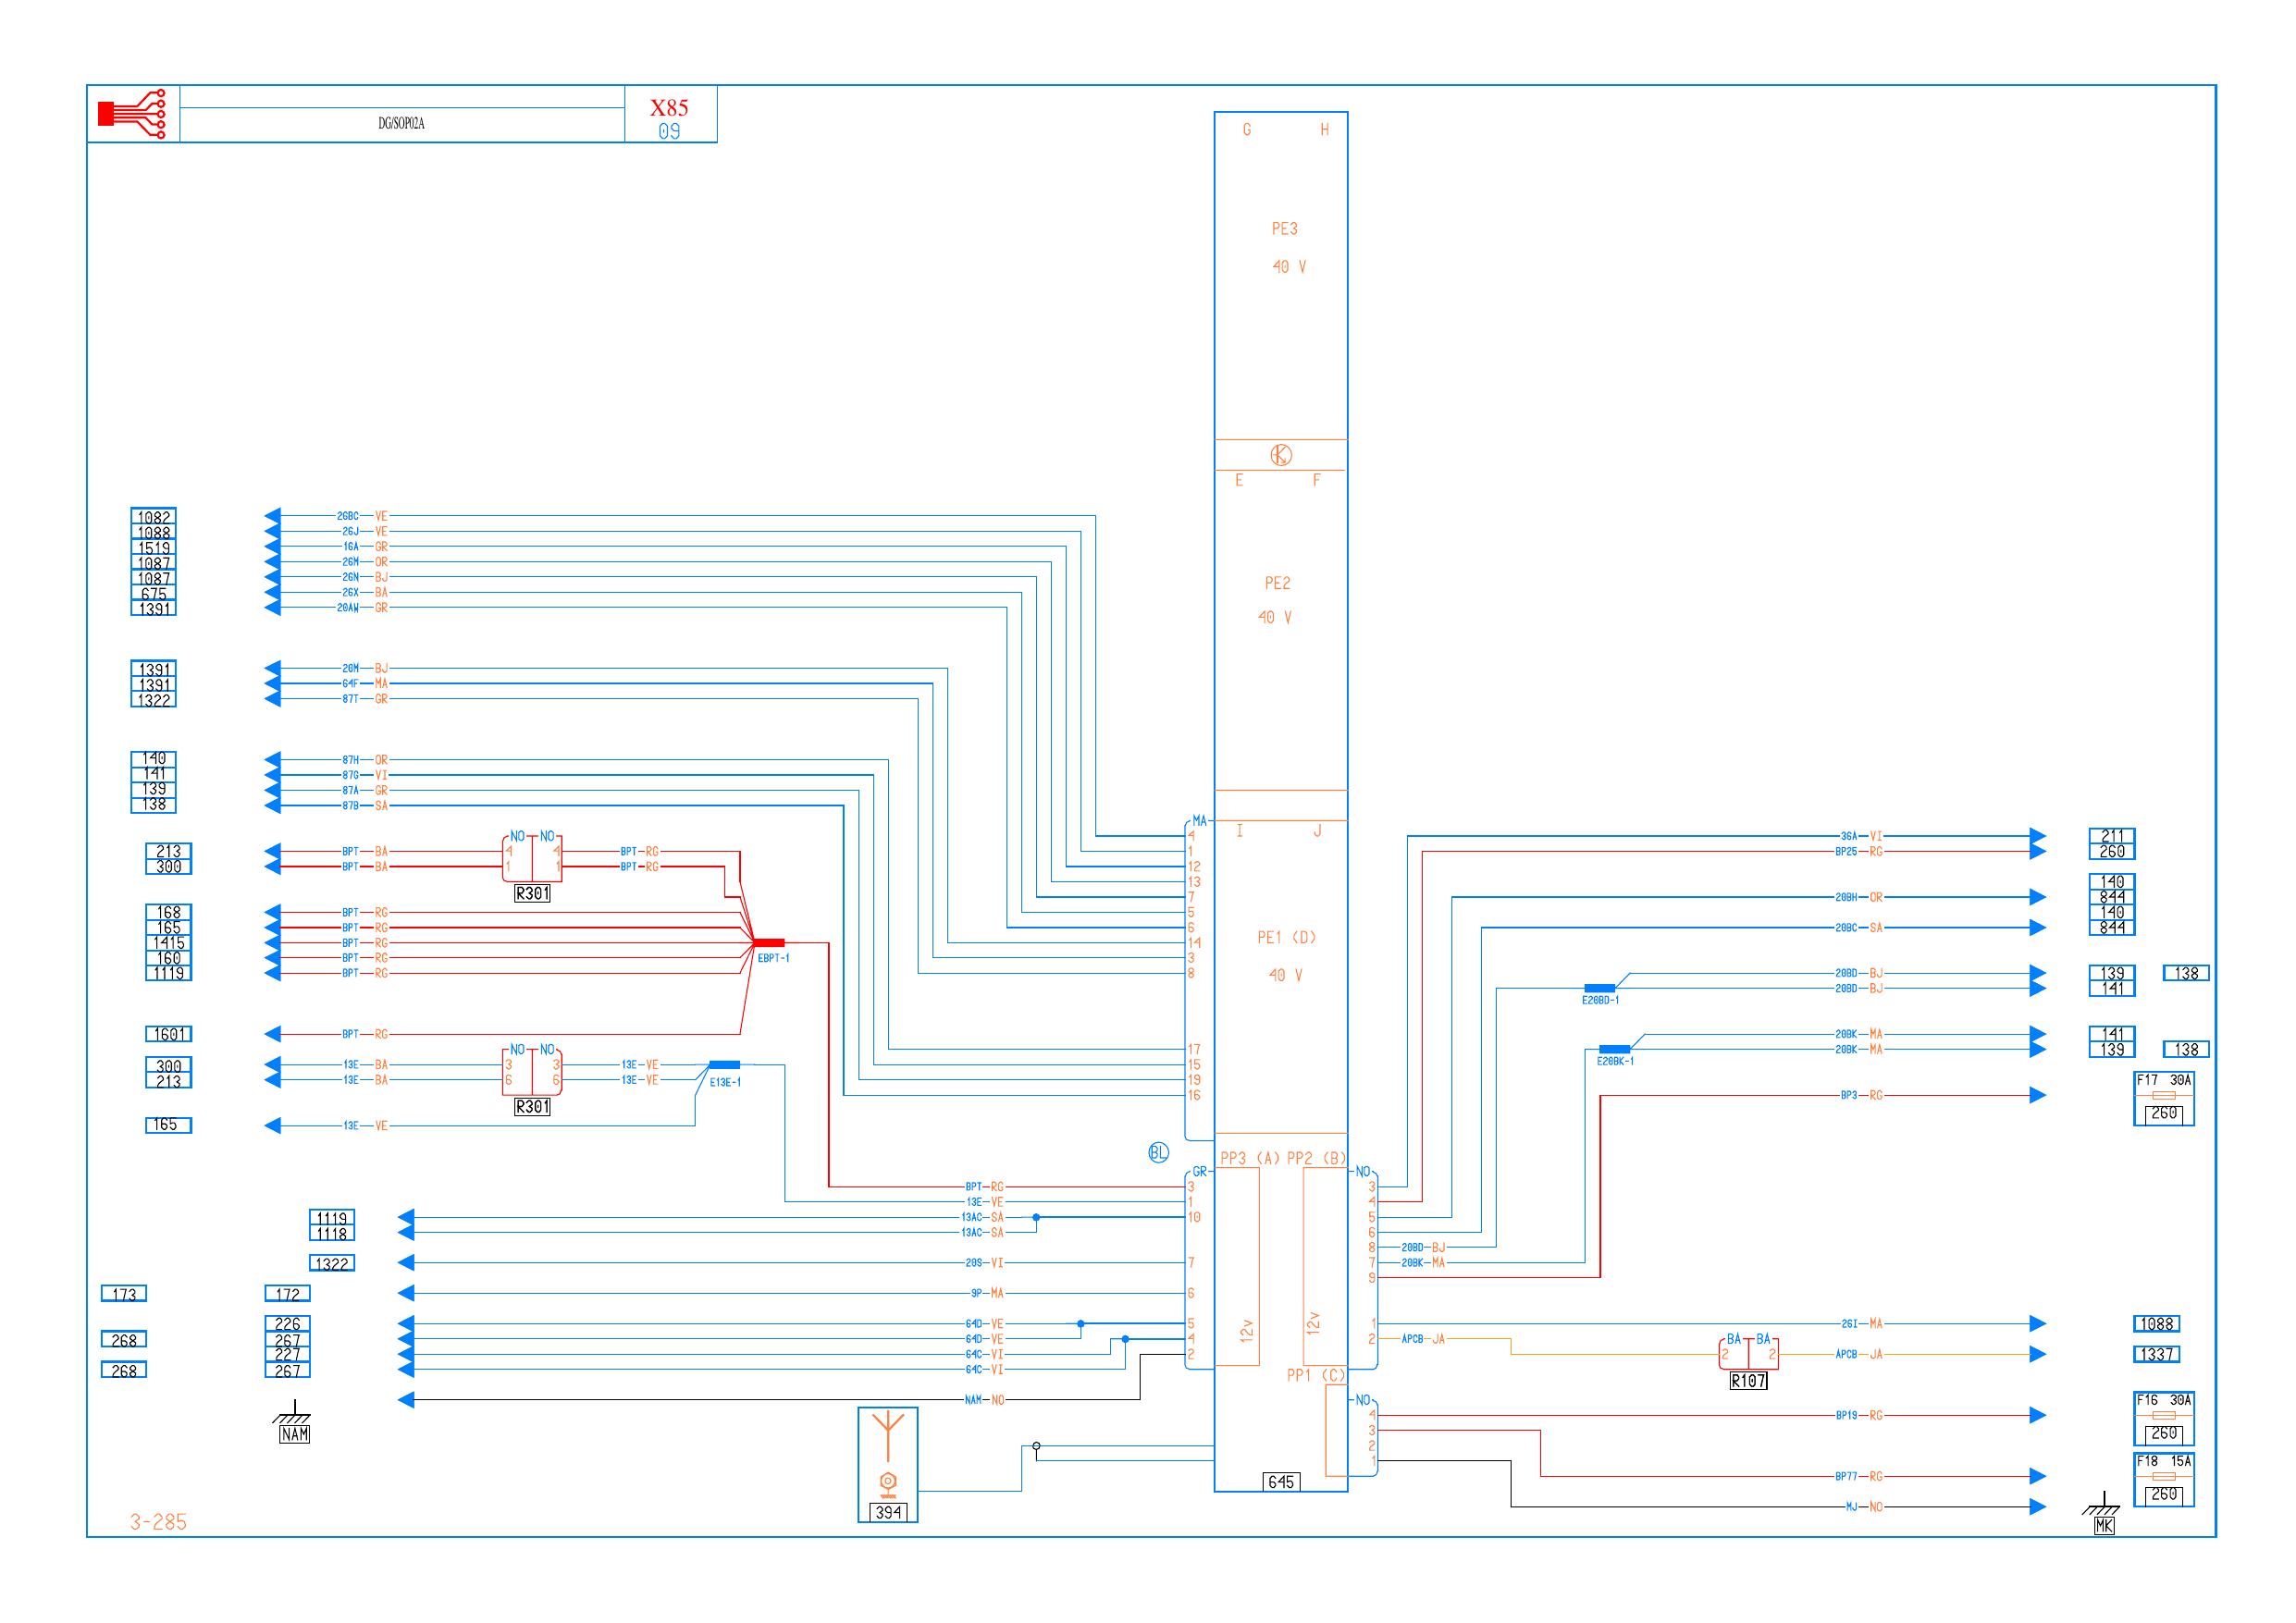 DG/SOP02A
X85
09
G H
PE3
40 V
E F
PE2
40 V
1082 26BC VE
1088 26J VE
1519 16A GR
1087 26M OR
1087 26N BJ
675 26X BA
1391 20AW GR
1391 20M BJ
1391 64F MA
1322 87T GR
140 87H OR
141 87G VI
139 87A GR
138 87B SA
MA
I J
PE1 (D)
40 V
4
1
12
13
7
5
6
14
3
8
17
15
19
16
NO NO
213 BPT BA 4 4 BPT RG
300 BPT BA 1 1 BPT RG
R301
168 BPT RG
165 BPT RG
1415 BPT RG
160 BPT RG
1119 BPT RG
EBPT-1
1601 BPT RG
NO NO
300 13E BA 3 3 13E VE
213 13E BA 6 6 13E VE
E13E-1
R301
165 13E VE
BL
PP3 (A) PP2 (B)
GR
BPT RG 3
13E VE 1
1119 13AC SA 10
1118 13AC SA
1322 20S VI 7
173 172 9P MA 6
226 64D VE 5
268 267 64D VE 4
227 64C VI 2
268 267 64C VI
NAM NO
NAM
12v
12v
PP1 (C)
394
645
NO
3
4
5
6
8 20BD BJ
7 20BK MA
9
1
2 APCB JA
NO
4
3
2
1
36A VI 211
BP25 RG 260
140
20BH OR 844
140
20BC SA 844
20BD BJ 139 138
20BD BJ 141
E20BD-1
20BK MA 141
20BK MA 139 138
E20BK-1
F17 30A
BP3 RG
260
26I MA 1088
BA BA
2 2 APCB JA 1337
R107
F16 30A
BP19 RG
260
F18 15A
BP77 RG
260
MJ NO
MK
3-285